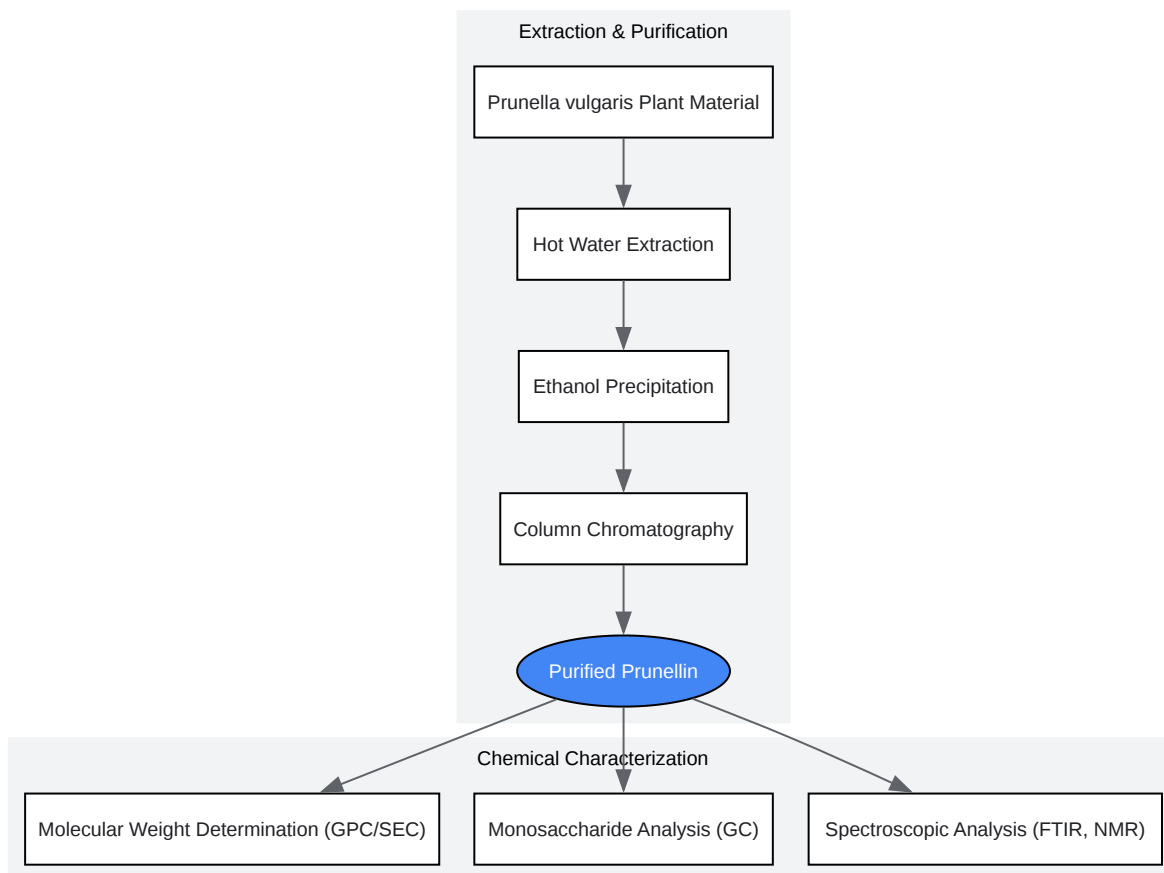 Extraction & Purification
Prunella vulgaris Plant Material
Hot Water Extraction
Ethanol Precipitation
Column Chromatography
Purified Prunellin
Chemical Characterization
Molecular Weight Determination (GPC/SEC)
Monosaccharide Analysis (GC)
Spectroscopic Analysis (FTIR, NMR)